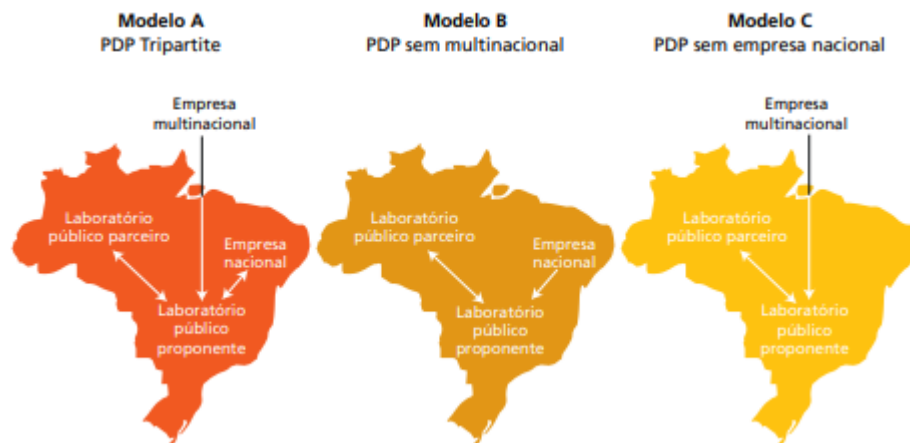 Modelo A
PDP Tripartite
Empresa
multinacional
Laboratório
público parceiro
Empresa
nacional
Laboratório
público
proponente
Modelo B
PDP sem multinacional
Laboratório
público parceiro
Empresa
nacional
Laboratório
público
proponente
Modelo C
PDP sem empresa nacional
Empresa
multinacional
Laboratório
público parceiro
Laboratório
público
proponente